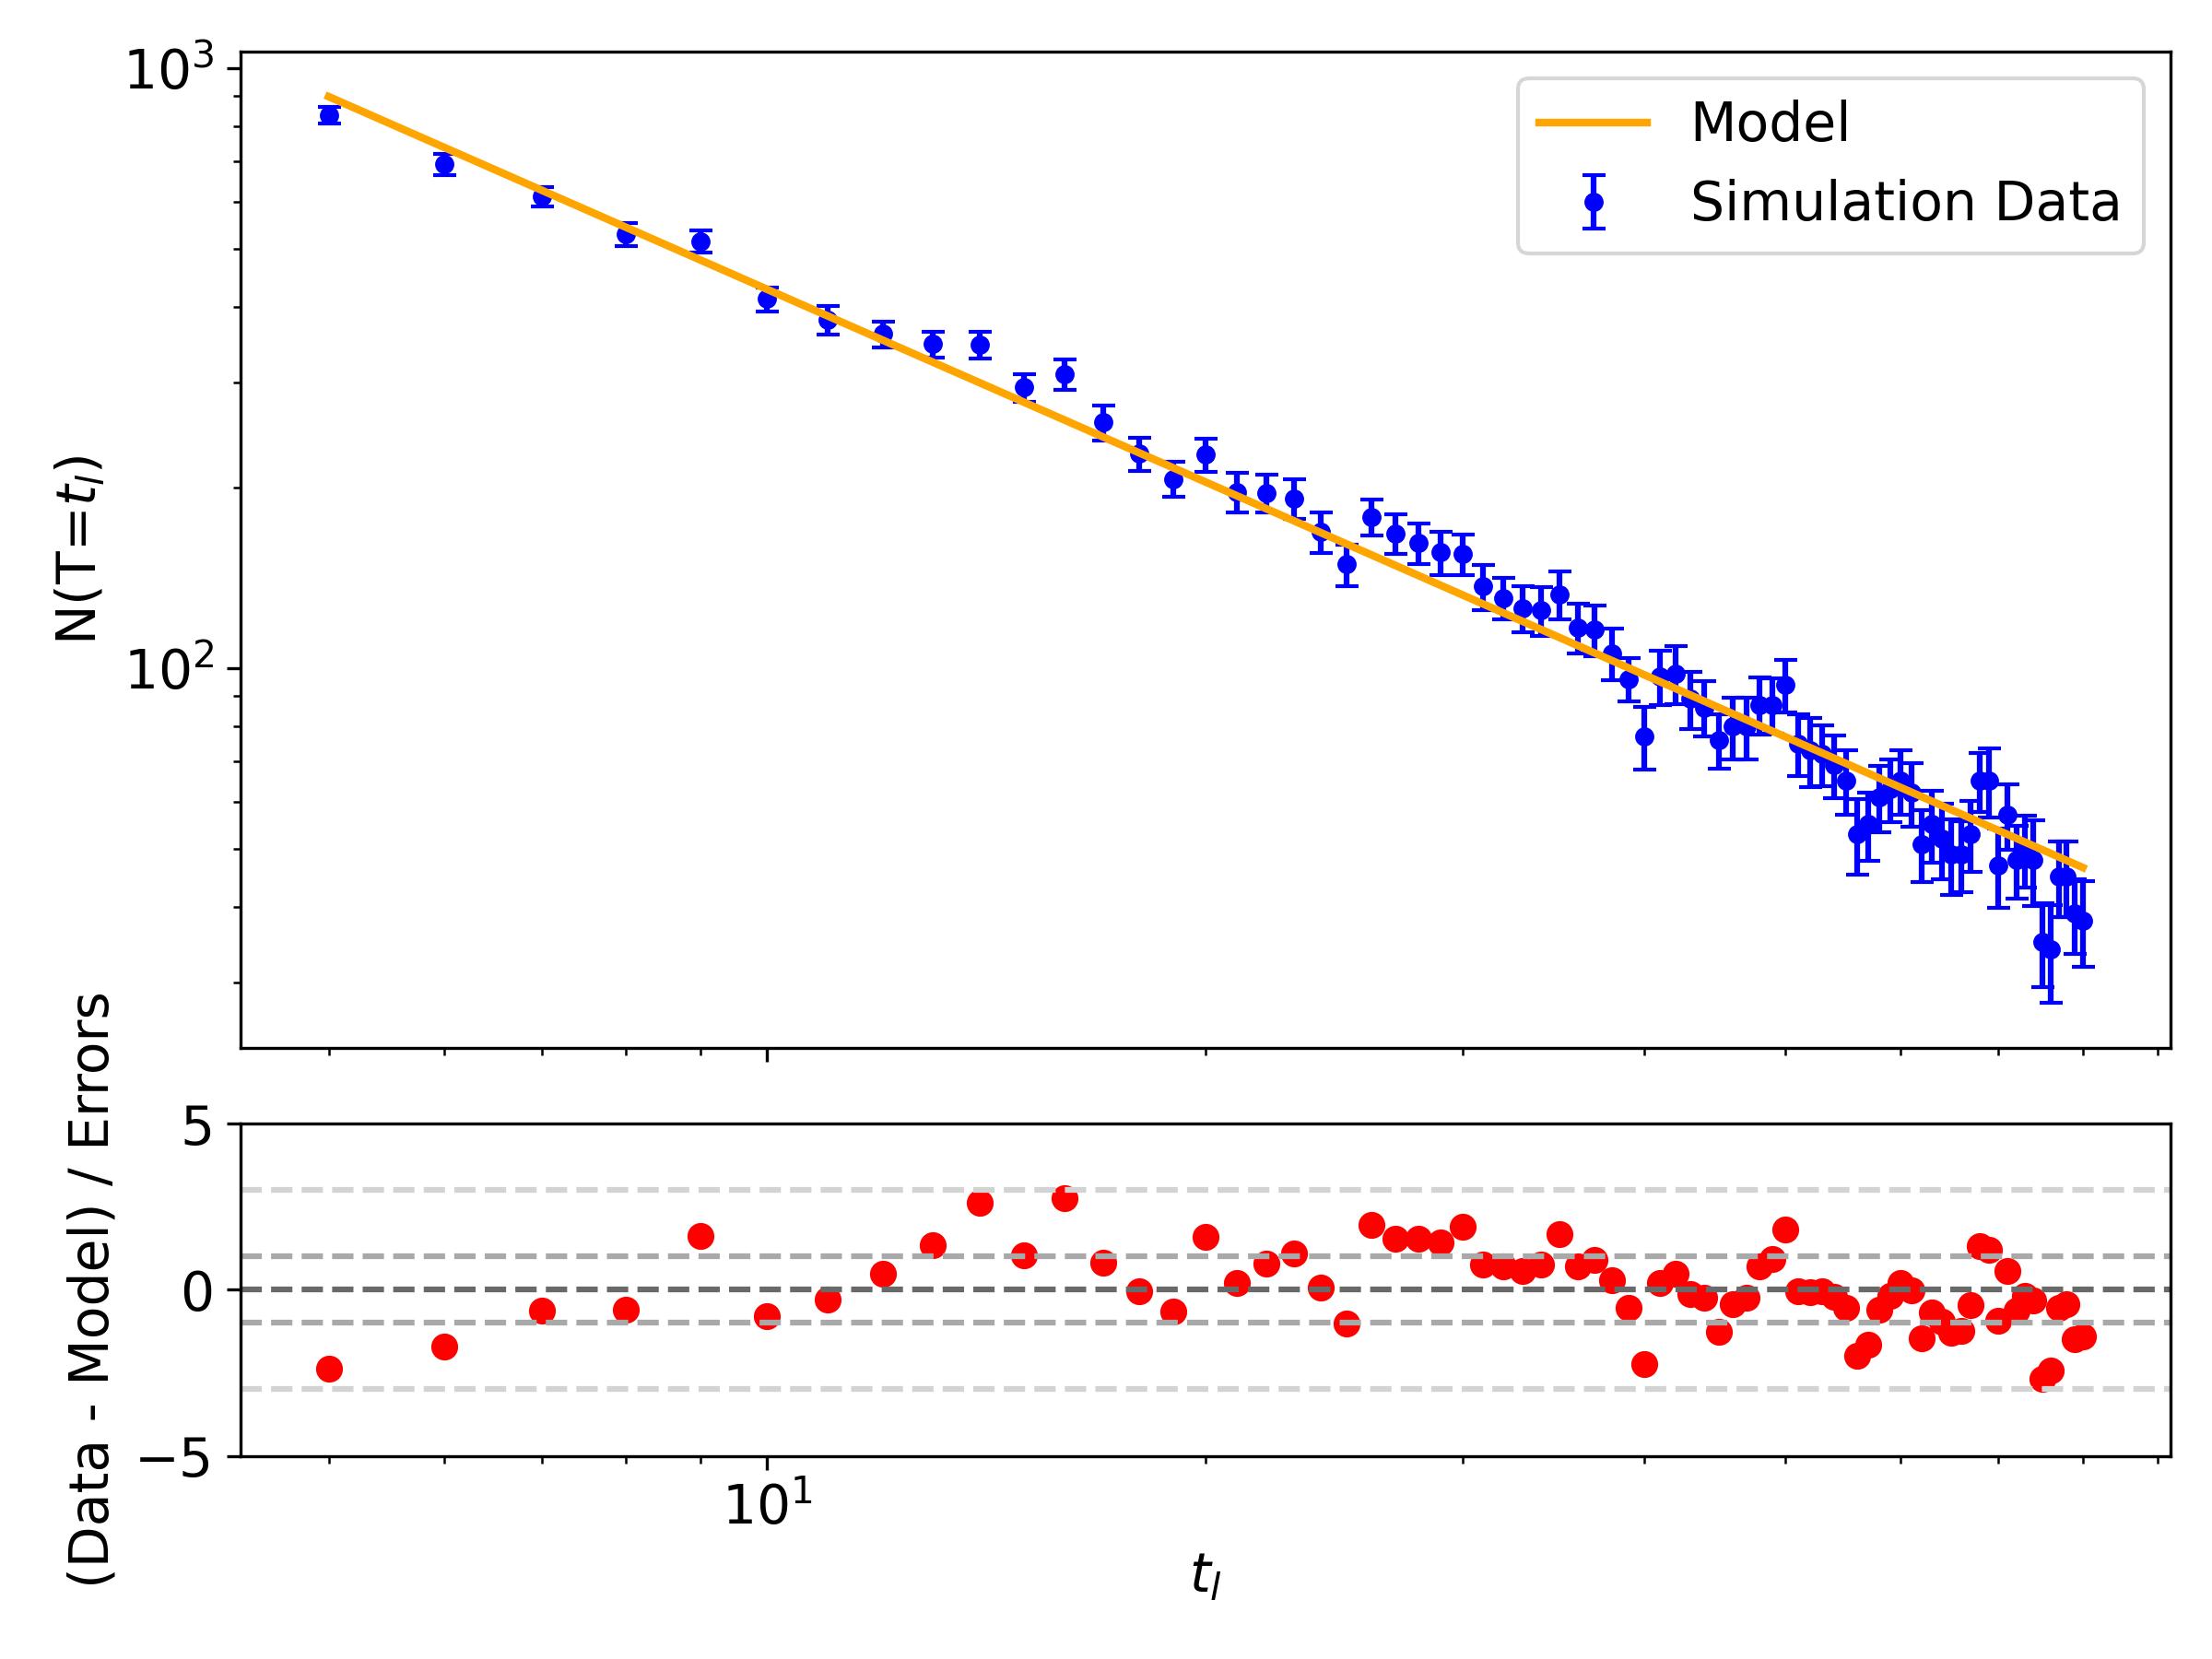 10³
10²
N(T=tₗ)
Model
Simulation Data
(Data - Model) / Errors
5
0
−5
10¹
tₗ